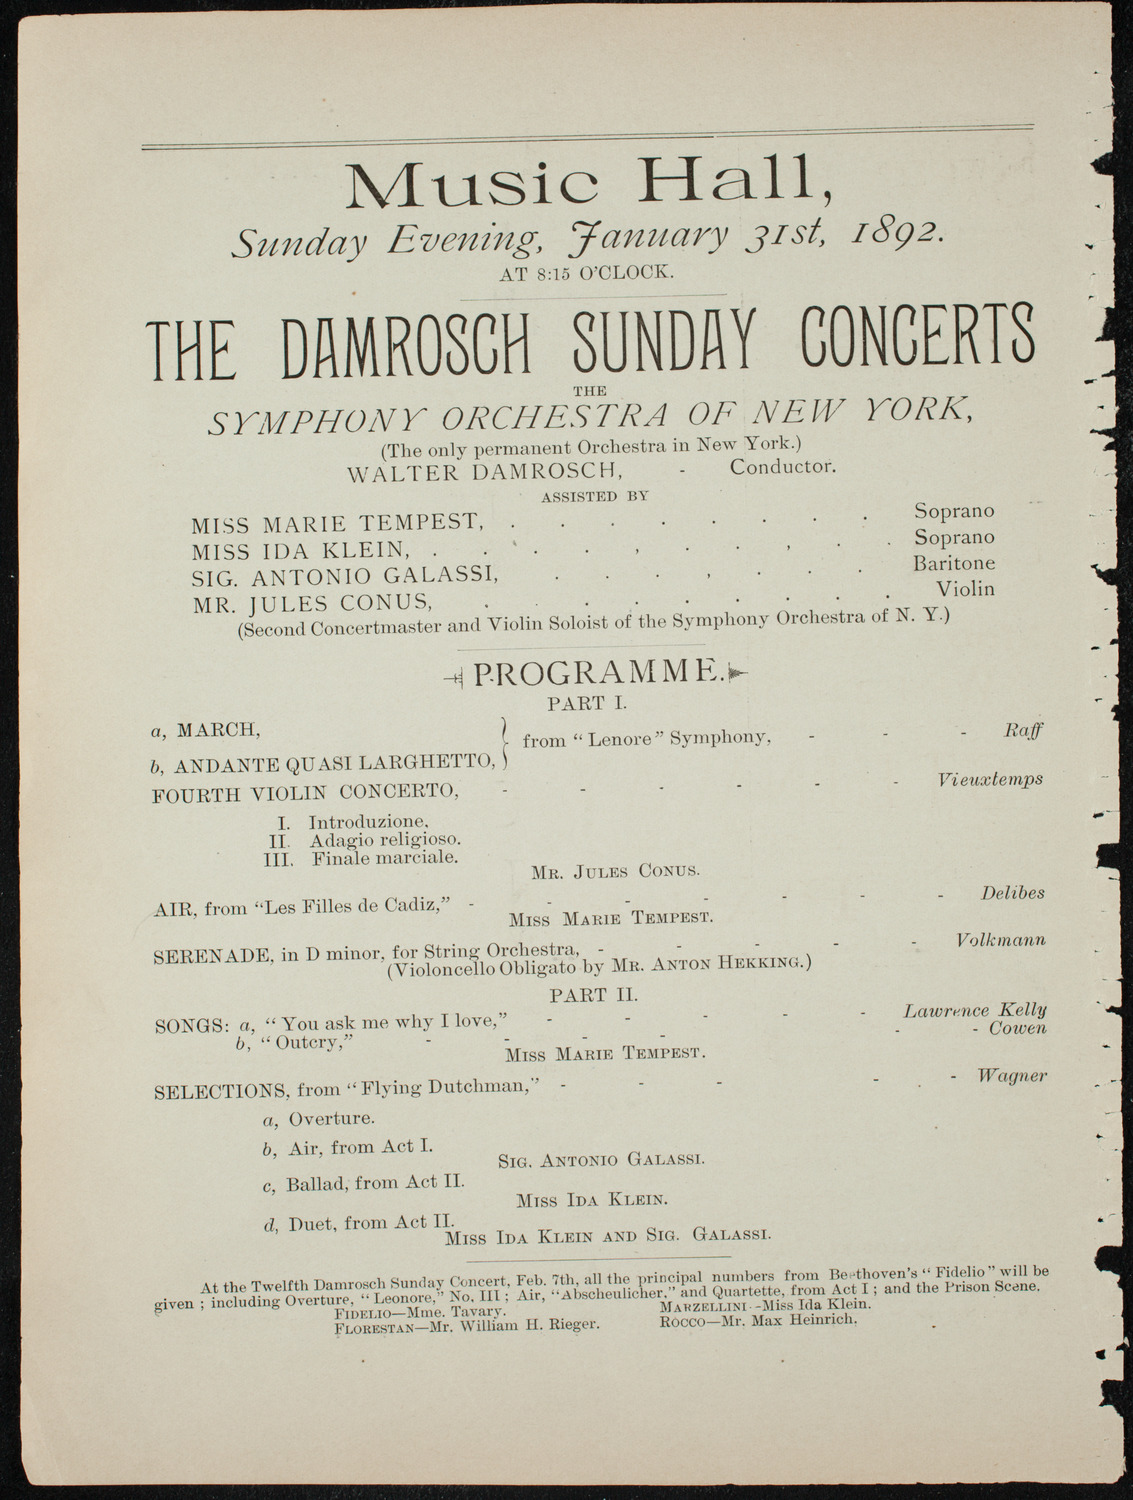 Music Hall,
Sunday Evening, January 31st, 1892.
AT 8:15 O'CLOCK.
THE DAMROSCH SUNDAY CONCERTS
THE
SYMPHONY ORCHESTRA OF NEW YORK,
(The only permanent Orchestra in New York.)
WALTER DAMROSCH, - Conductor.
ASSISTED BY
MISS MARIE TEMPEST, . . . . . . . . Soprano
MISS IDA KLEIN, . . . . , . . , . . Soprano
SIG. ANTONIO GALASSI, . . . , . . . Baritone
MR. JULES CONUS, . . . . . . . . . Violin
(Second Concertmaster and Violin Soloist of the Symphony Orchestra of N. Y.)
PROGRAMME.
PART I.
a, MARCH,
b, ANDANTE QUASI LARGHETTO, } from "Lenore" Symphony, - - - Raff
FOURTH VIOLIN CONCERTO, - - - - - - Vieuxtemps
I. Introduzione.
II. Adagio religioso.
III. Finale marciale.
MR. JULES CONUS.
AIR, from "Les Filles de Cadiz," - - - - - - - Delibes
MISS MARIE TEMPEST.
SERENADE, in D minor, for String Orchestra, - - - - - Volkmann
(Violoncello Obligato by MR. ANTON HEKKING.)
PART II.
SONGS: a, "You ask me why I love," - - - - - Lawrence Kelly
b, "Outcry," - - - - - - Cowen
MISS MARIE TEMPEST.
SELECTIONS, from "Flying Dutchman," - - - - - Wagner
a, Overture.
b, Air, from Act I.
SIG. ANTONIO GALASSI.
c, Ballad, from Act II.
MISS IDA KLEIN.
d, Duet, from Act II.
MISS IDA KLEIN AND SIG. GALASSI.
At the Twelfth Damrosch Sunday Concert, Feb. 7th, all the principal numbers from Beethoven's "Fidelio" will be
given ; including Overture, "Leonore," No. III ; Air, "Abscheulicher," and Quartette, from Act I ; and the Prison Scene.
FIDELIO—Mme. Tavary. MARZELLINI--Miss Ida Klein.
FLORESTAN—Mr. William H. Rieger. ROCCO—Mr. Max Heinrich.